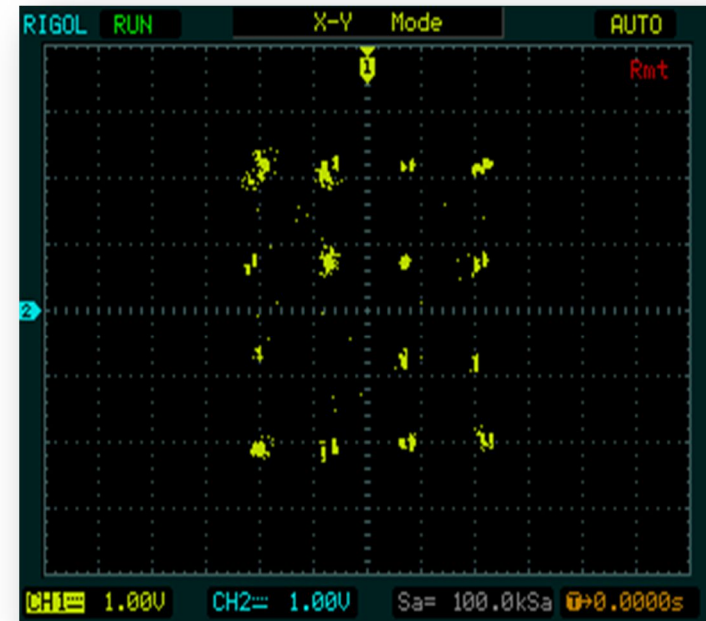 RIGOL RUN X-Y Mode AUTO
1
Rmt
2
CH1 1.00V CH2 1.00V Sa= 100.0kSa T→0.0000s